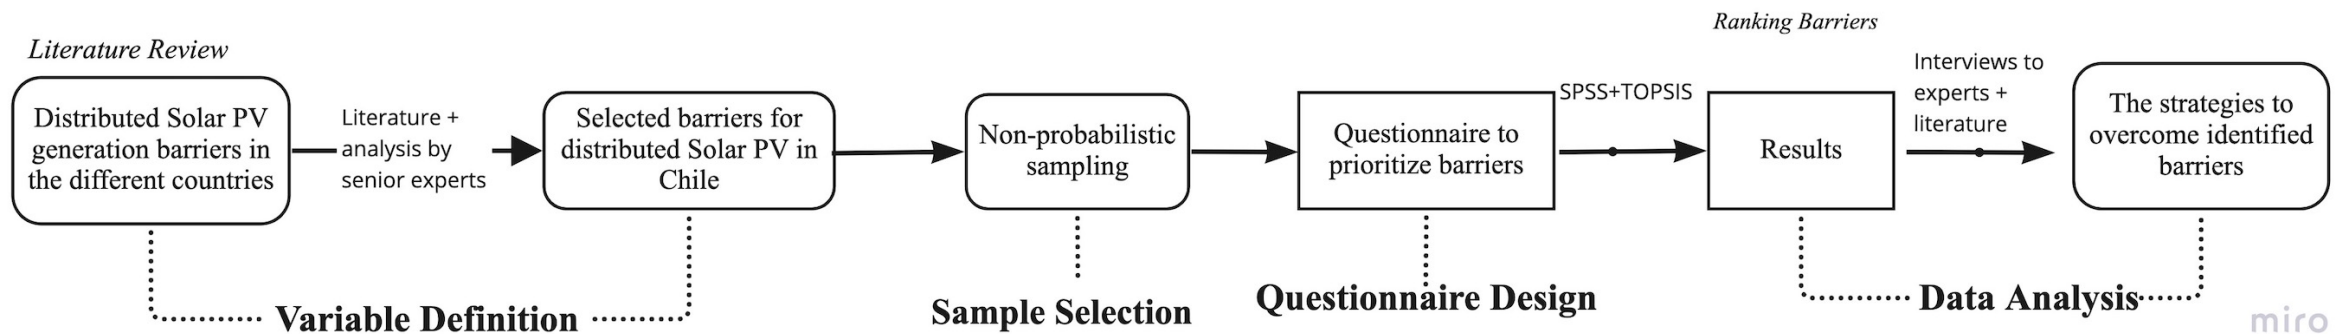 Literature Review
Distributed Solar PV
generation barriers in
the different countries
Literature +
analysis by
senior experts
Selected barriers for
distributed Solar PV in
Chile
Non-probabilistic
sampling
Questionnaire to
prioritize barriers
SPSS+TOPSIS
Ranking Barriers
Results
Interviews to
experts +
literature
The strategies to
overcome identified
barriers
Variable Definition
Sample Selection
Questionnaire Design
Data Analysis
miro